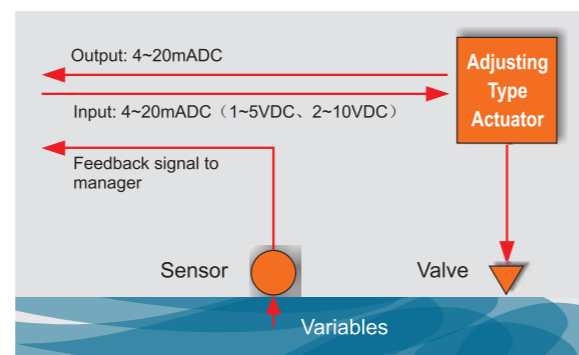 Output: 4~20mADC
Adjusting
Type
Actuator
Input: 4~20mADC（1~5VDC、2~10VDC）
Feedback signal to
manager
Sensor
Valve
Variables